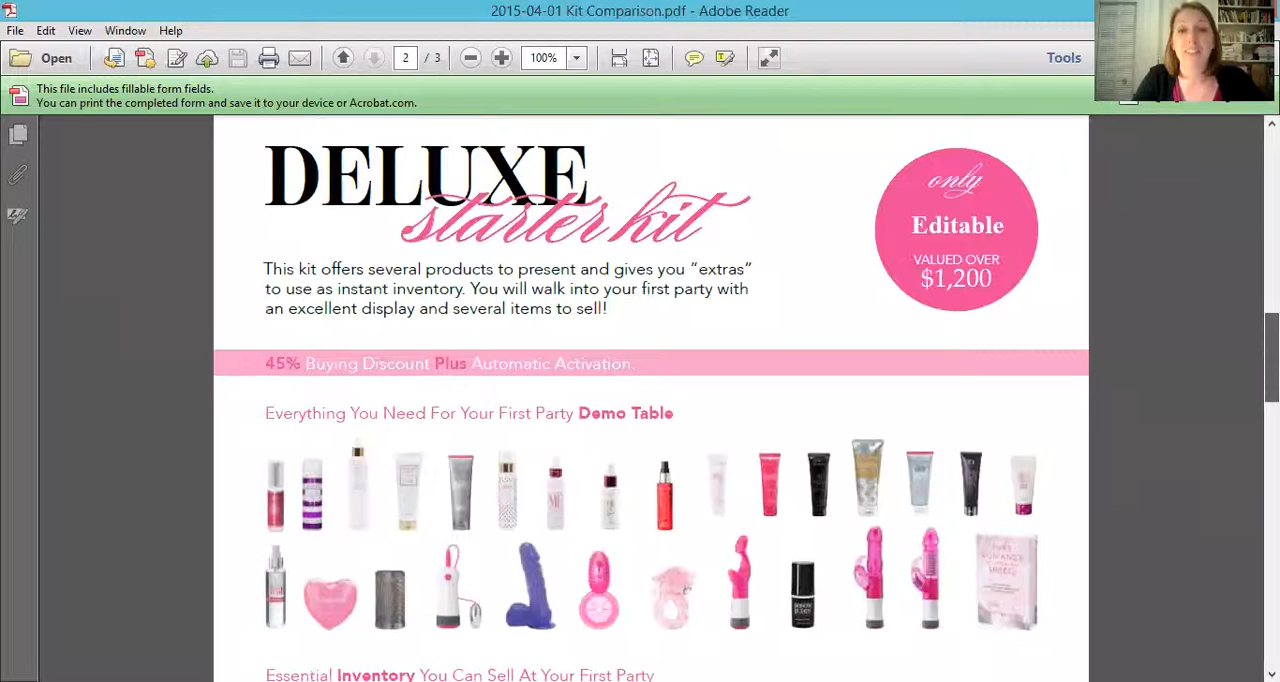 2015-04-01 Kit Comparison.pdf - Adobe Reader
File Edit View Window Help
Open 2 / 3 100% Tools
This file includes fillable form fields.
You can print the completed form and save it to your device or Acrobat.com.
DELUXE
starter kit
only
Editable
VALUED OVER
$1,200
This kit offers several products to present and gives you “extras”
to use as instant inventory. You will walk into your first party with
an excellent display and several items to sell!
45% Buying Discount Plus Automatic Activation.
Everything You Need For Your First Party Demo Table
Essential Inventory You Can Sell At Your First Party